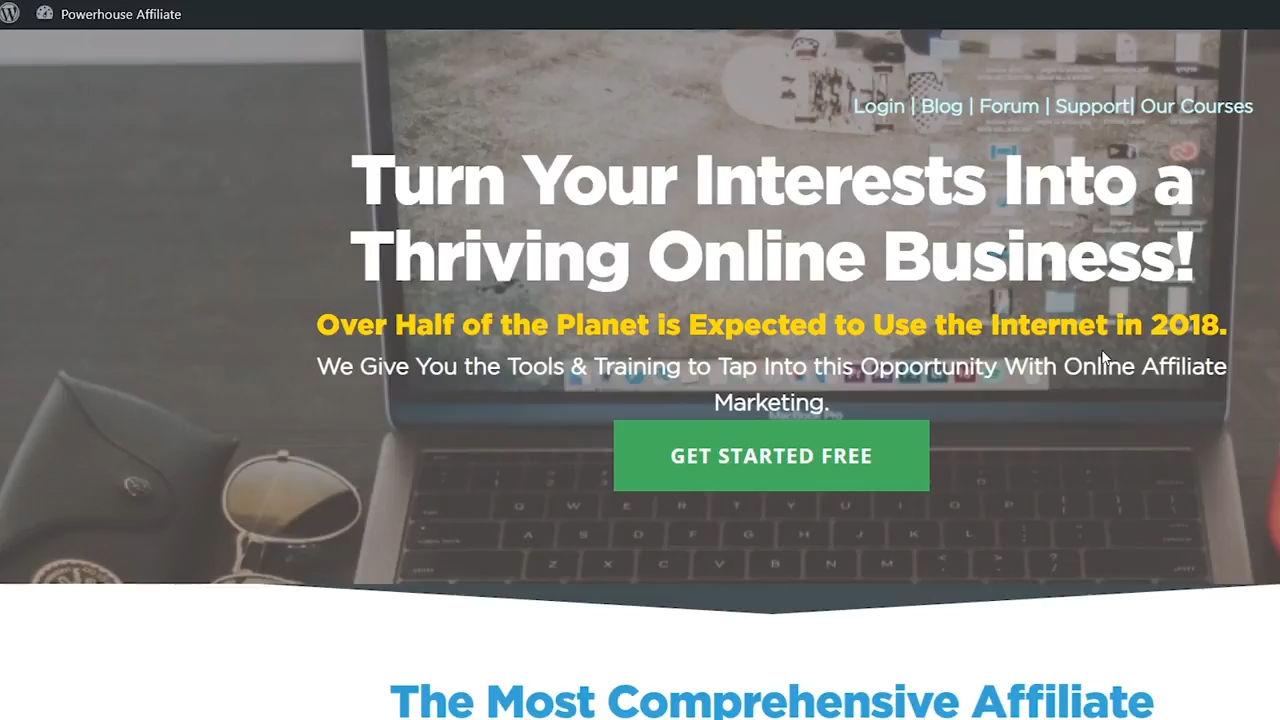 Powerhouse Affiliate
Login | Blog | Forum | Support| Our Courses
Turn Your Interests Into a
Thriving Online Business!
Over Half of the Planet is Expected to Use the Internet in 2018.
We Give You the Tools & Training to Tap Into this Opportunity With Online Affiliate
Marketing.
MacBook Pro
GET STARTED FREE
Q W E R T Y U I O P
A S D F G H J K L
Z X C V B N M
The Most Comprehensive Affiliate